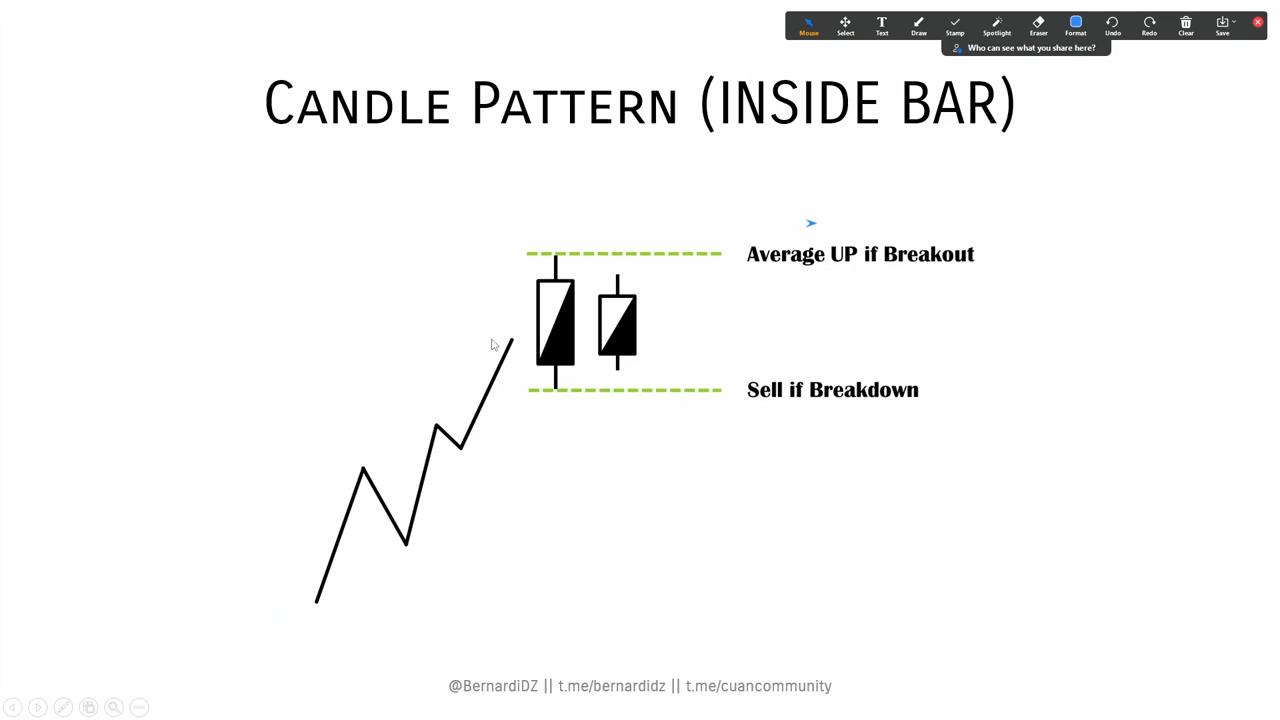 Mouse Select Text Draw Stamp Spotlight Eraser Format Undo Redo Clear Save
Who can see what you share here?
Candle Pattern (INSIDE BAR)
Average UP if Breakout
Sell if Breakdown
@BernardiDZ || t.me/bernardidz || t.me/cuancommunity